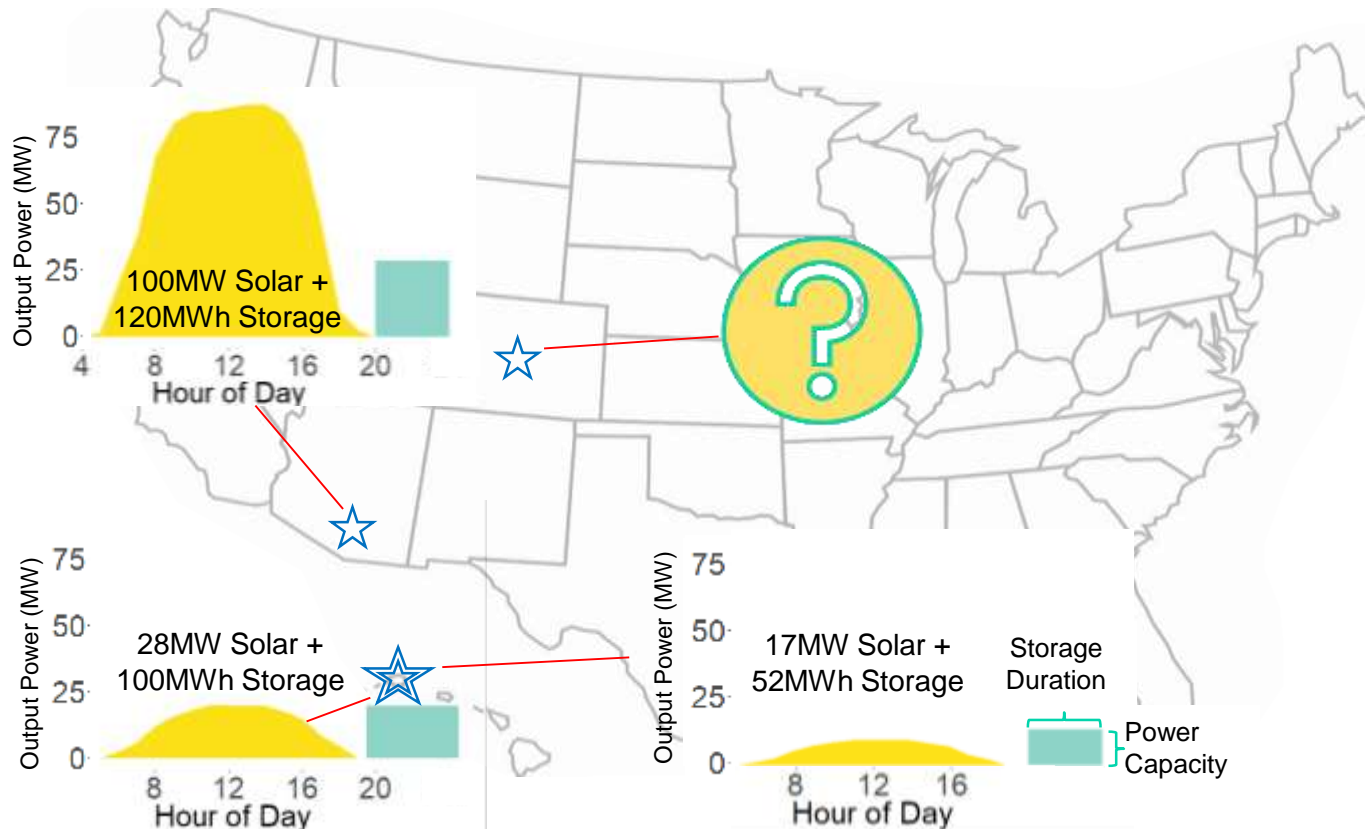 Output Power (MW)
75
50
25
0
100MW Solar +
120MWh Storage
4
8
12
16
20
Hour of Day
?
Output Power (MW)
75
50
25
0
28MW Solar +
100MWh Storage
8
12
16
20
Hour of Day
Output Power (MW)
75
50
25
0
17MW Solar +
52MWh Storage
Storage
Duration
Power
Capacity
8
12
16
Hour of Day